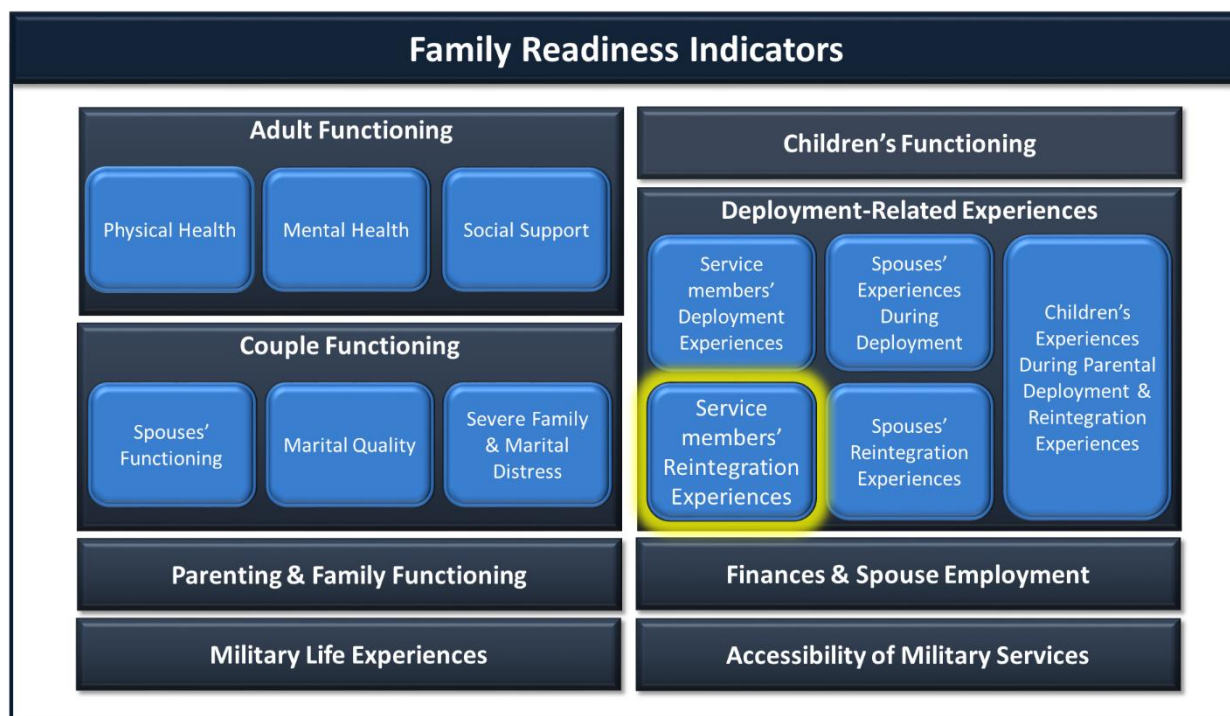 Family Readiness Indicators
Adult Functioning
Physical Health
Mental Health
Social Support
Couple Functioning
Spouses’
Functioning
Marital Quality
Severe Family
& Marital
Distress
Parenting & Family Functioning
Military Life Experiences
Children’s Functioning
Deployment-Related Experiences
Service
members’
Deployment
Experiences
Spouses’
Experiences
During
Deployment
Children’s
Experiences
During Parental
Deployment &
Reintegration
Experiences
Service
members’
Reintegration
Experiences
Spouses’
Reintegration
Experiences
Finances & Spouse Employment
Accessibility of Military Services